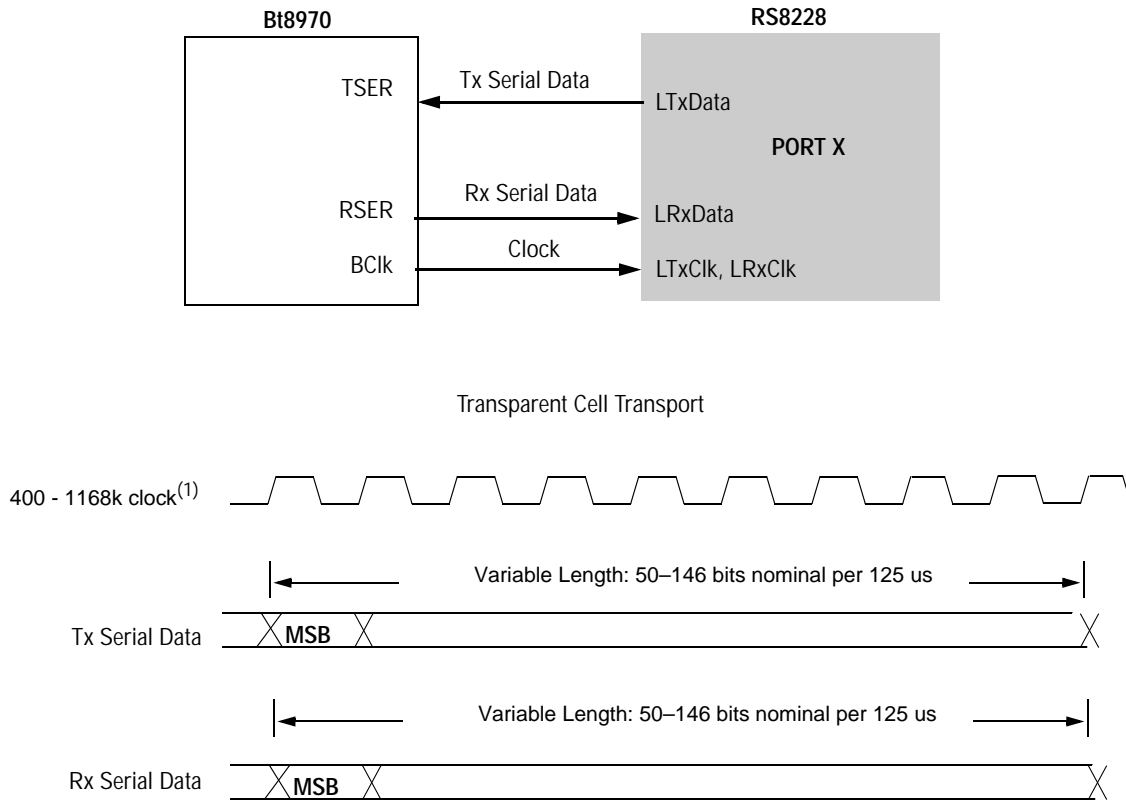 Bt8970 RS8228
TSER Tx Serial Data LTxData
PORT X
RSER Rx Serial Data LRxData
BClk Clock LTxClk, LRxClk
Transparent Cell Transport
400 - 1168k clock(1)
Variable Length: 50–146 bits nominal per 125 us
Tx Serial Data MSB
Variable Length: 50–146 bits nominal per 125 us
Rx Serial Data MSB